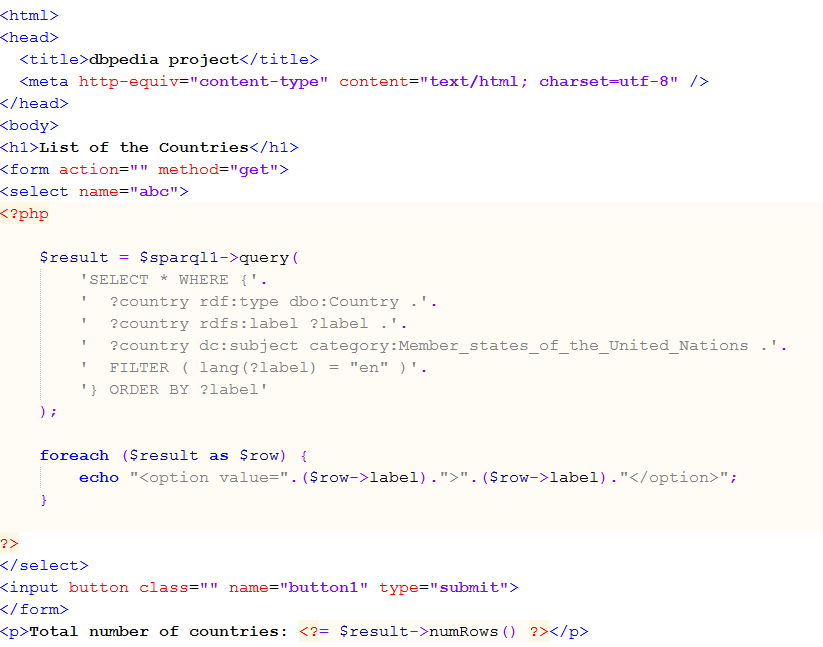 <html>
<head>
  <title>dbpedia project</title>
  <meta http-equiv="content-type" content="text/html; charset=utf-8" />
</head>
<body>
<h1>List of the Countries</h1>
<form action="" method="get">
<select name="abc">
<?php
    $result = $sparql1->query(
        'SELECT * WHERE {'.
        '  ?country rdf:type dbo:Country .'.
        '  ?country rdfs:label ?label .'.
        '  ?country dc:subject category:Member_states_of_the_United_Nations .'.
        '  FILTER ( lang(?label) = "en" )'.
        '} ORDER BY ?label'
    );
    foreach ($result as $row) {
        echo "<option value=".($row->label).">".($row->label)."</option>";
    }
?>
</select>
<input button class="" name="button1" type="submit">
</form>
<p>Total number of countries: <?= $result->numRows() ?></p>